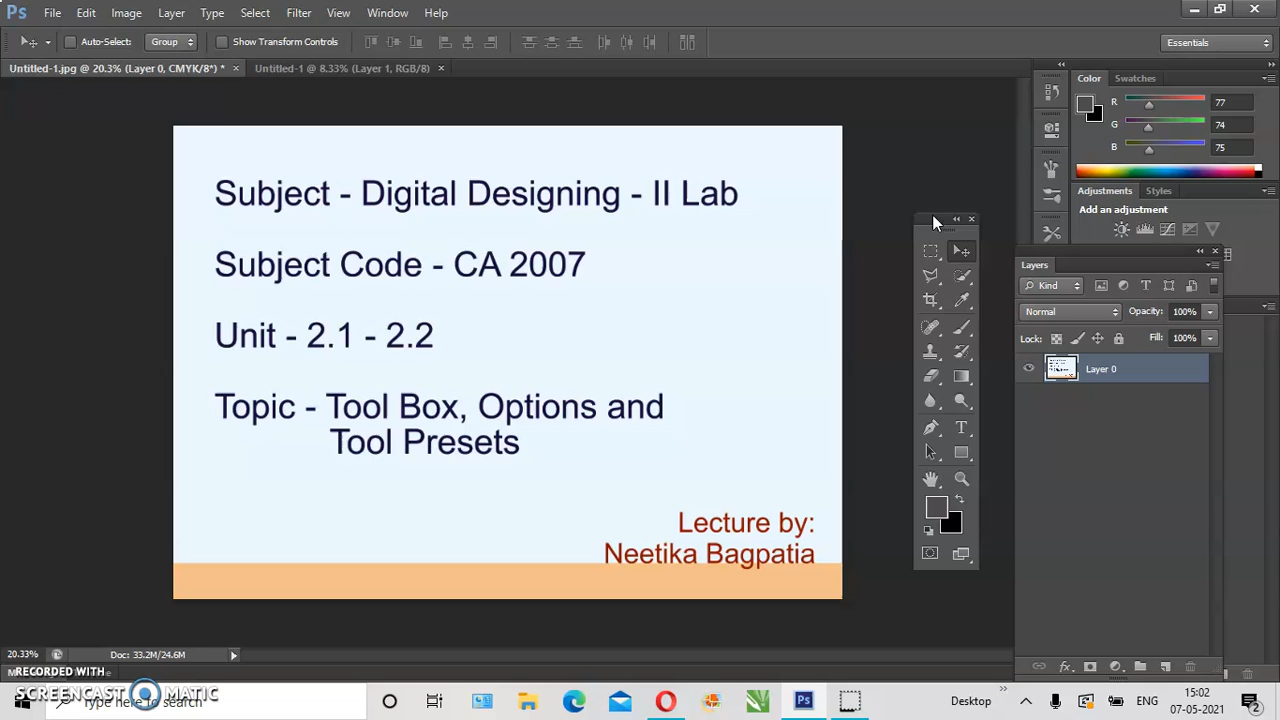 Ps File Edit Image Layer Type Select Filter View Window Help
Auto-Select: Group Show Transform Controls Essentials
Untitled-1.jpg @ 20.3% (Layer 0, CMYK/8*) * × Untitled-1 @ 8.33% (Layer 1, RGB/8) ×
Color Swatches
R 77
G 74
B 75
Adjustments Styles
Add an adjustment
Layers
Kind
Normal Opacity: 100%
Lock: Fill: 100%
Layer 0
Subject - Digital Designing - II Lab
Subject Code - CA 2007
Unit - 2.1 - 2.2
Topic - Tool Box, Options and
Tool Presets
Lecture by:
Neetika Bagpatia
20.33% Doc: 33.2M/24.6M
RECORDED WITH
SCREENCAST MATIC
Type here to search
Desktop ENG 15:02
07-05-2021
2